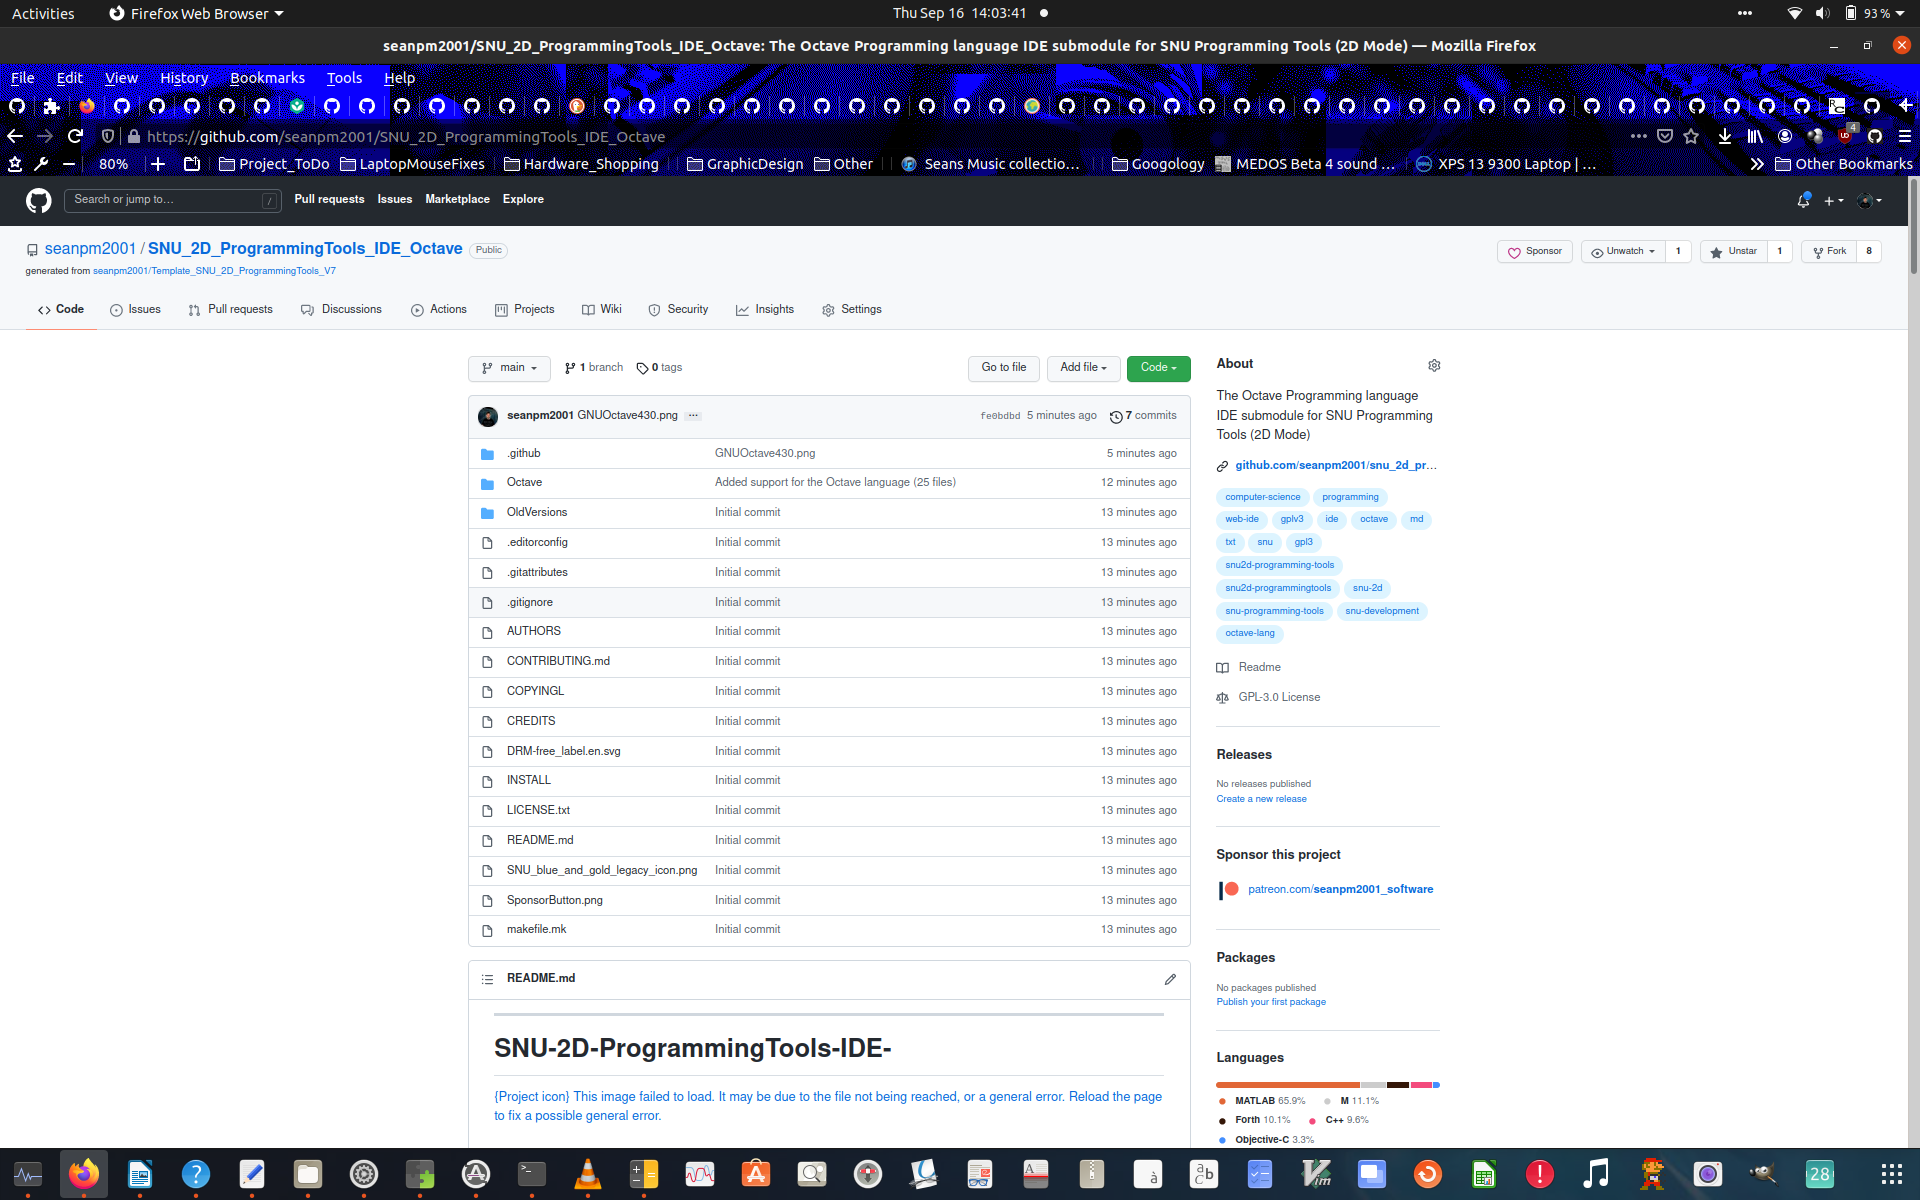 Activities Firefox Web Browser Thu Sep 16 14:03:41 93 %
seanpm2001/SNU_2D_ProgrammingTools_IDE_Octave: The Octave Programming language IDE submodule for SNU Programming Tools (2D Mode) — Mozilla Firefox
File Edit View History Bookmarks Tools Help
https://github.com/seanpm2001/SNU_2D_ProgrammingTools_IDE_Octave 4
80% Project_ToDo LaptopMouseFixes Hardware_Shopping GraphicDesign Other Seans Music collectio… Googology MEDOS Beta 4 sound … XPS 13 9300 Laptop | … Other Bookmarks
Search or jump to… / Pull requests Issues Marketplace Explore
seanpm2001 / SNU_2D_ProgrammingTools_IDE_Octave Public Sponsor Unwatch 1 Unstar 1 Fork 8
generated from seanpm2001/Template_SNU_2D_ProgrammingTools_V7
Code Issues Pull requests Discussions Actions Projects Wiki Security Insights Settings
main 1 branch 0 tags Go to file Add file Code
seanpm2001 GNUOctave430.png ... fe0bdbd 5 minutes ago 7 commits
.github GNUOctave430.png 5 minutes ago
Octave Added support for the Octave language (25 files) 12 minutes ago
OldVersions Initial commit 13 minutes ago
.editorconfig Initial commit 13 minutes ago
.gitattributes Initial commit 13 minutes ago
.gitignore Initial commit 13 minutes ago
AUTHORS Initial commit 13 minutes ago
CONTRIBUTING.md Initial commit 13 minutes ago
COPYINGL Initial commit 13 minutes ago
CREDITS Initial commit 13 minutes ago
DRM-free_label.en.svg Initial commit 13 minutes ago
INSTALL Initial commit 13 minutes ago
LICENSE.txt Initial commit 13 minutes ago
README.md Initial commit 13 minutes ago
SNU_blue_and_gold_legacy_icon.png Initial commit 13 minutes ago
SponsorButton.png Initial commit 13 minutes ago
makefile.mk Initial commit 13 minutes ago
README.md
SNU-2D-ProgrammingTools-IDE-
{Project icon} This image failed to load. It may be due to the file not being reached, or a general error. Reload the page
to fix a possible general error.
About
The Octave Programming language
IDE submodule for SNU Programming
Tools (2D Mode)
github.com/seanpm2001/snu_2d_pr…
computer-science programming
web-ide gplv3 ide octave md
txt snu gpl3
snu2d-programming-tools
snu2d-programmingtools snu-2d
snu-programming-tools snu-development
octave-lang
Readme
GPL-3.0 License
Releases
No releases published
Create a new release
Sponsor this project
patreon.com/seanpm2001_software
Packages
No packages published
Publish your first package
Languages
MATLAB 65.9% M 11.1%
Forth 10.1% C++ 9.6%
Objective-C 3.3%
28